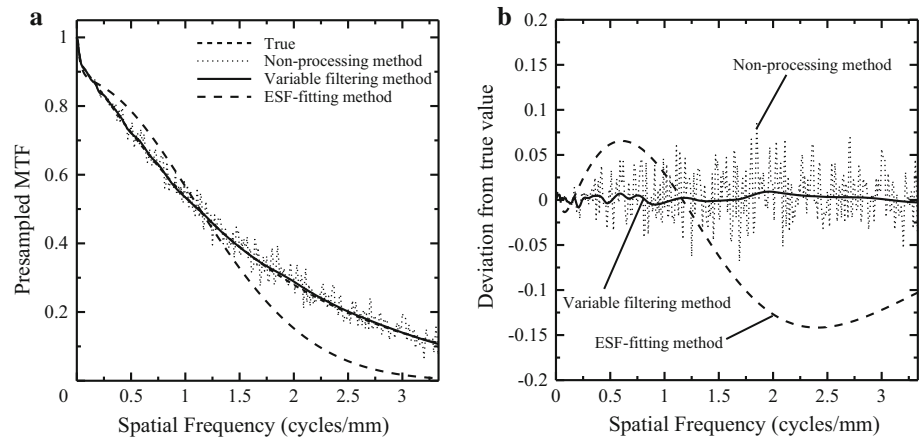 a
1
0.8
0.6
0.4
0.2
0
Presampled MTF
True
Non-processing method
Variable filtering method
ESF-fitting method
0 0.5 1 1.5 2 2.5 3
Spatial Frequency (cycles/mm)
b
0.2
0.15
0.1
0.05
0
-0.05
-0.1
-0.15
-0.2
Deviation from true value
Non-processing method
Variable filtering method
ESF-fitting method
0 0.5 1 1.5 2 2.5 3
Spatial Frequency (cycles/mm)